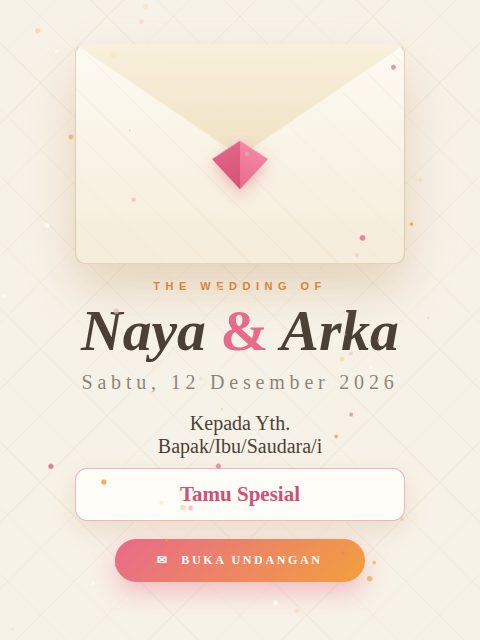 THE WEDDING OF
Naya & Arka
Sabtu, 12 Desember 2026
Kepada Yth.
Bapak/Ibu/Saudara/i
Tamu Spesial
✉ BUKA UNDANGAN